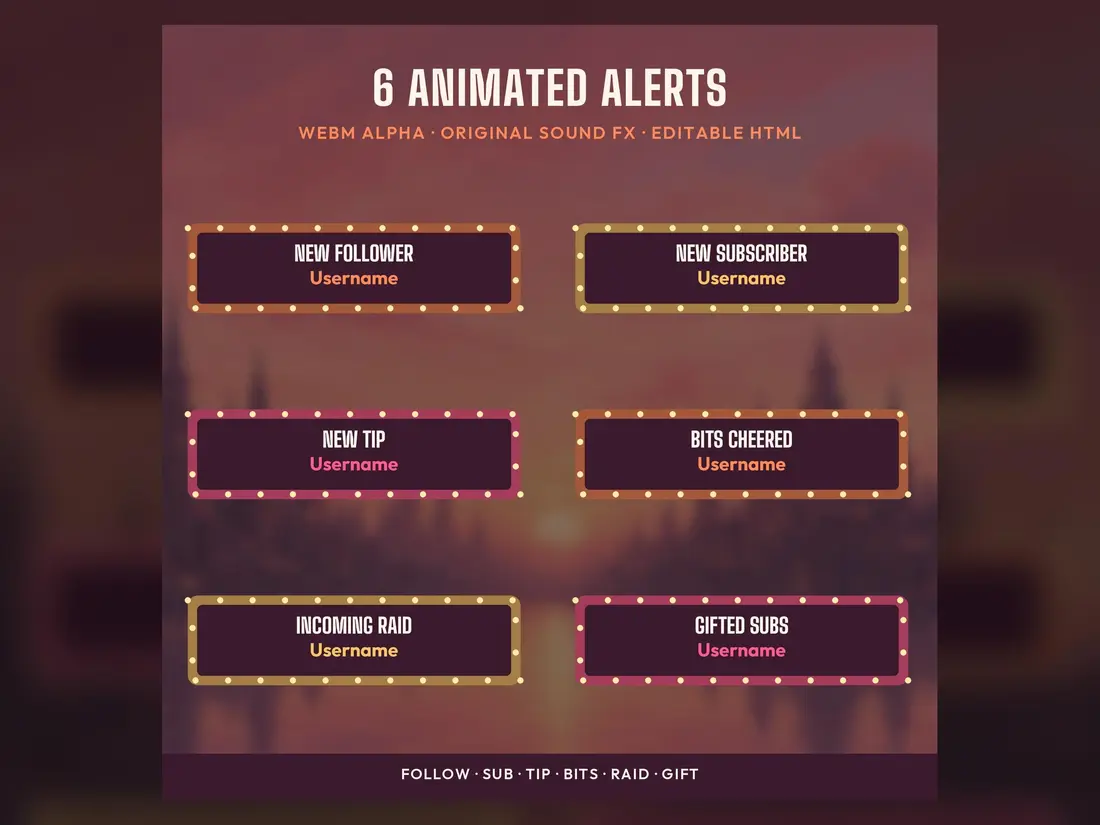 6 ANIMATED ALERTS
WEBM ALPHA · ORIGINAL SOUND FX · EDITABLE HTML
NEW FOLLOWER
Username
NEW SUBSCRIBER
Username
NEW TIP
Username
BITS CHEERED
Username
INCOMING RAID
Username
GIFTED SUBS
Username
FOLLOW · SUB · TIP · BITS · RAID · GIFT